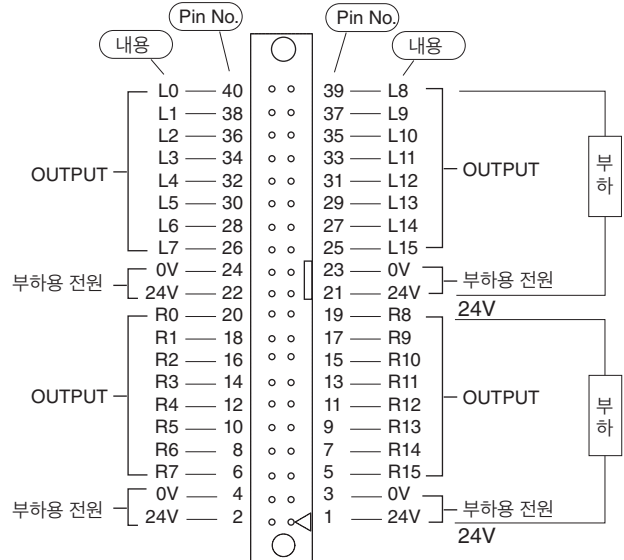 Pin No. Pin No.
내용 내용
L0 40 39 L8
L1 38 37 L9
L2 36 35 L10
L3 34 33 L11
OUTPUT L4 32 31 L12 OUTPUT 부하
L5 30 29 L13
L6 28 27 L14
L7 26 25 L15
부하용 전원 0V 24 23 0V 부하용 전원
24V 22 21 24V 24V
R0 20 19 R8
R1 18 17 R9
R2 16 15 R10
R3 14 13 R11
OUTPUT R4 12 11 R12 OUTPUT 부하
R5 10 9 R13
R6 8 7 R14
R7 6 5 R15
부하용 전원 0V 4 3 0V 부하용 전원
24V 2 1 24V 24V